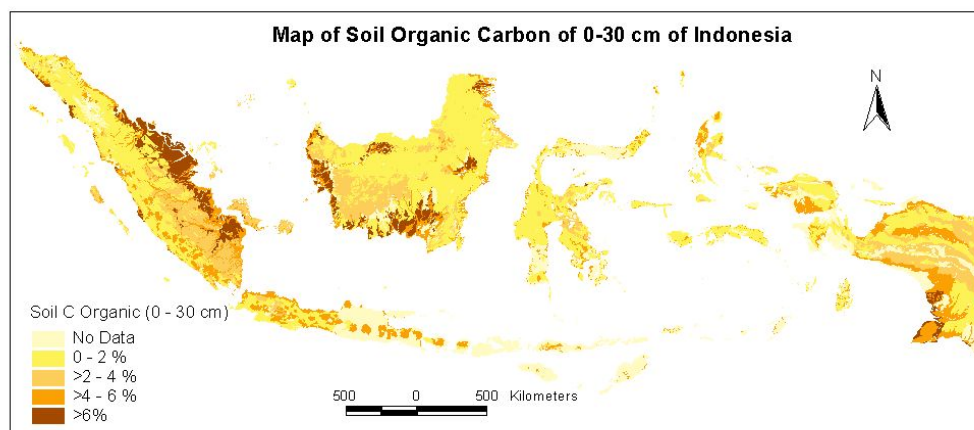 Map of Soil Organic Carbon of 0-30 cm of Indonesia
N
Soil C Organic (0 - 30 cm)
No Data
0 - 2 %
>2 - 4 %
>4 - 6 %
>6%
500 0 500 Kilometers